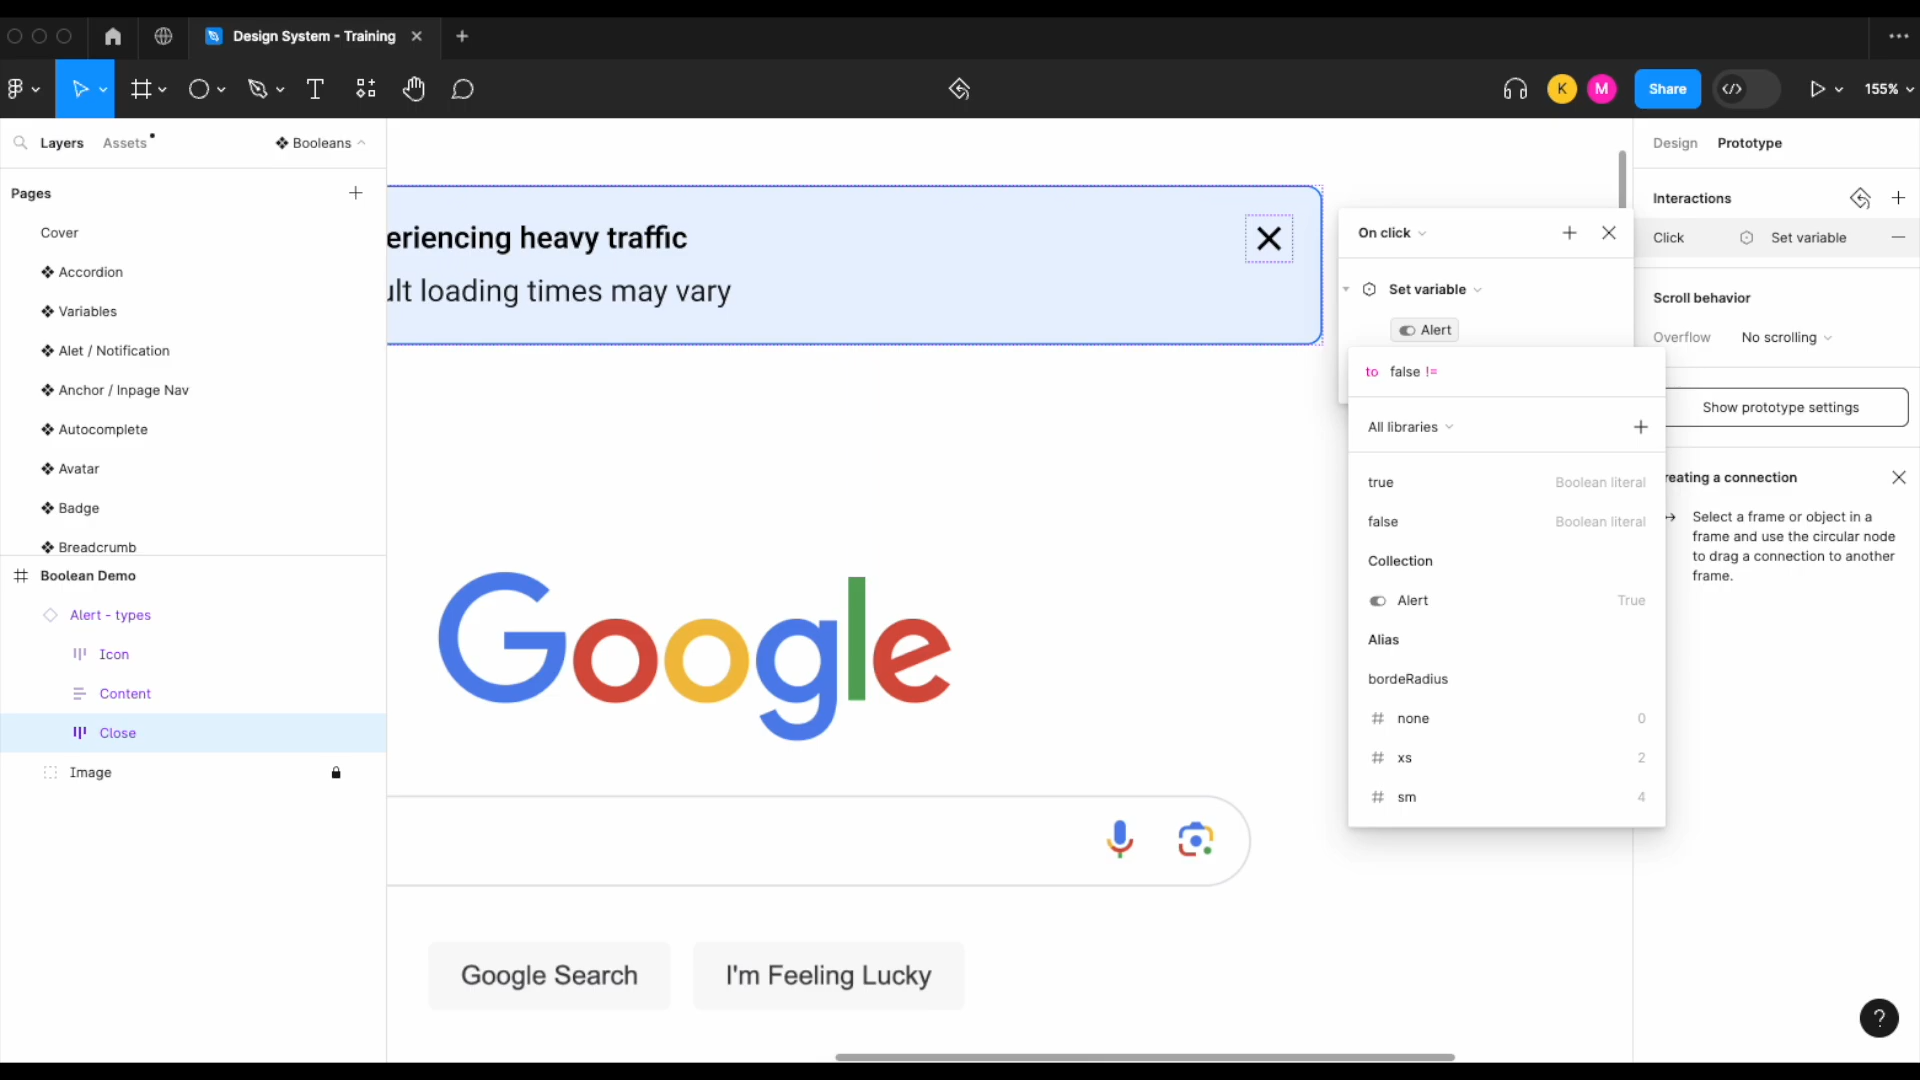 Design System - Training
K
M
Share
155%
Layers
Assets
Booleans
Pages
Cover
Accordion
Variables
Alet / Notification
Anchor / Inpage Nav
Autocomplete
Avatar
Badge
Breadcrumb
Boolean Demo
Alert - types
Icon
Content
Close
Image
eriencing heavy traffic
ult loading times may vary
Google
Google Search
I'm Feeling Lucky
On click
Set variable
Alert
to false !=
All libraries
true Boolean literal
false Boolean literal
Collection
Alert True
Alias
bordeRadius
none 0
xs 2
sm 4
Design
Prototype
Interactions
Click Set variable
Scroll behavior
Overflow No scrolling
Show prototype settings
reating a connection
Select a frame or object in a
frame and use the circular node
to drag a connection to another
frame.
?